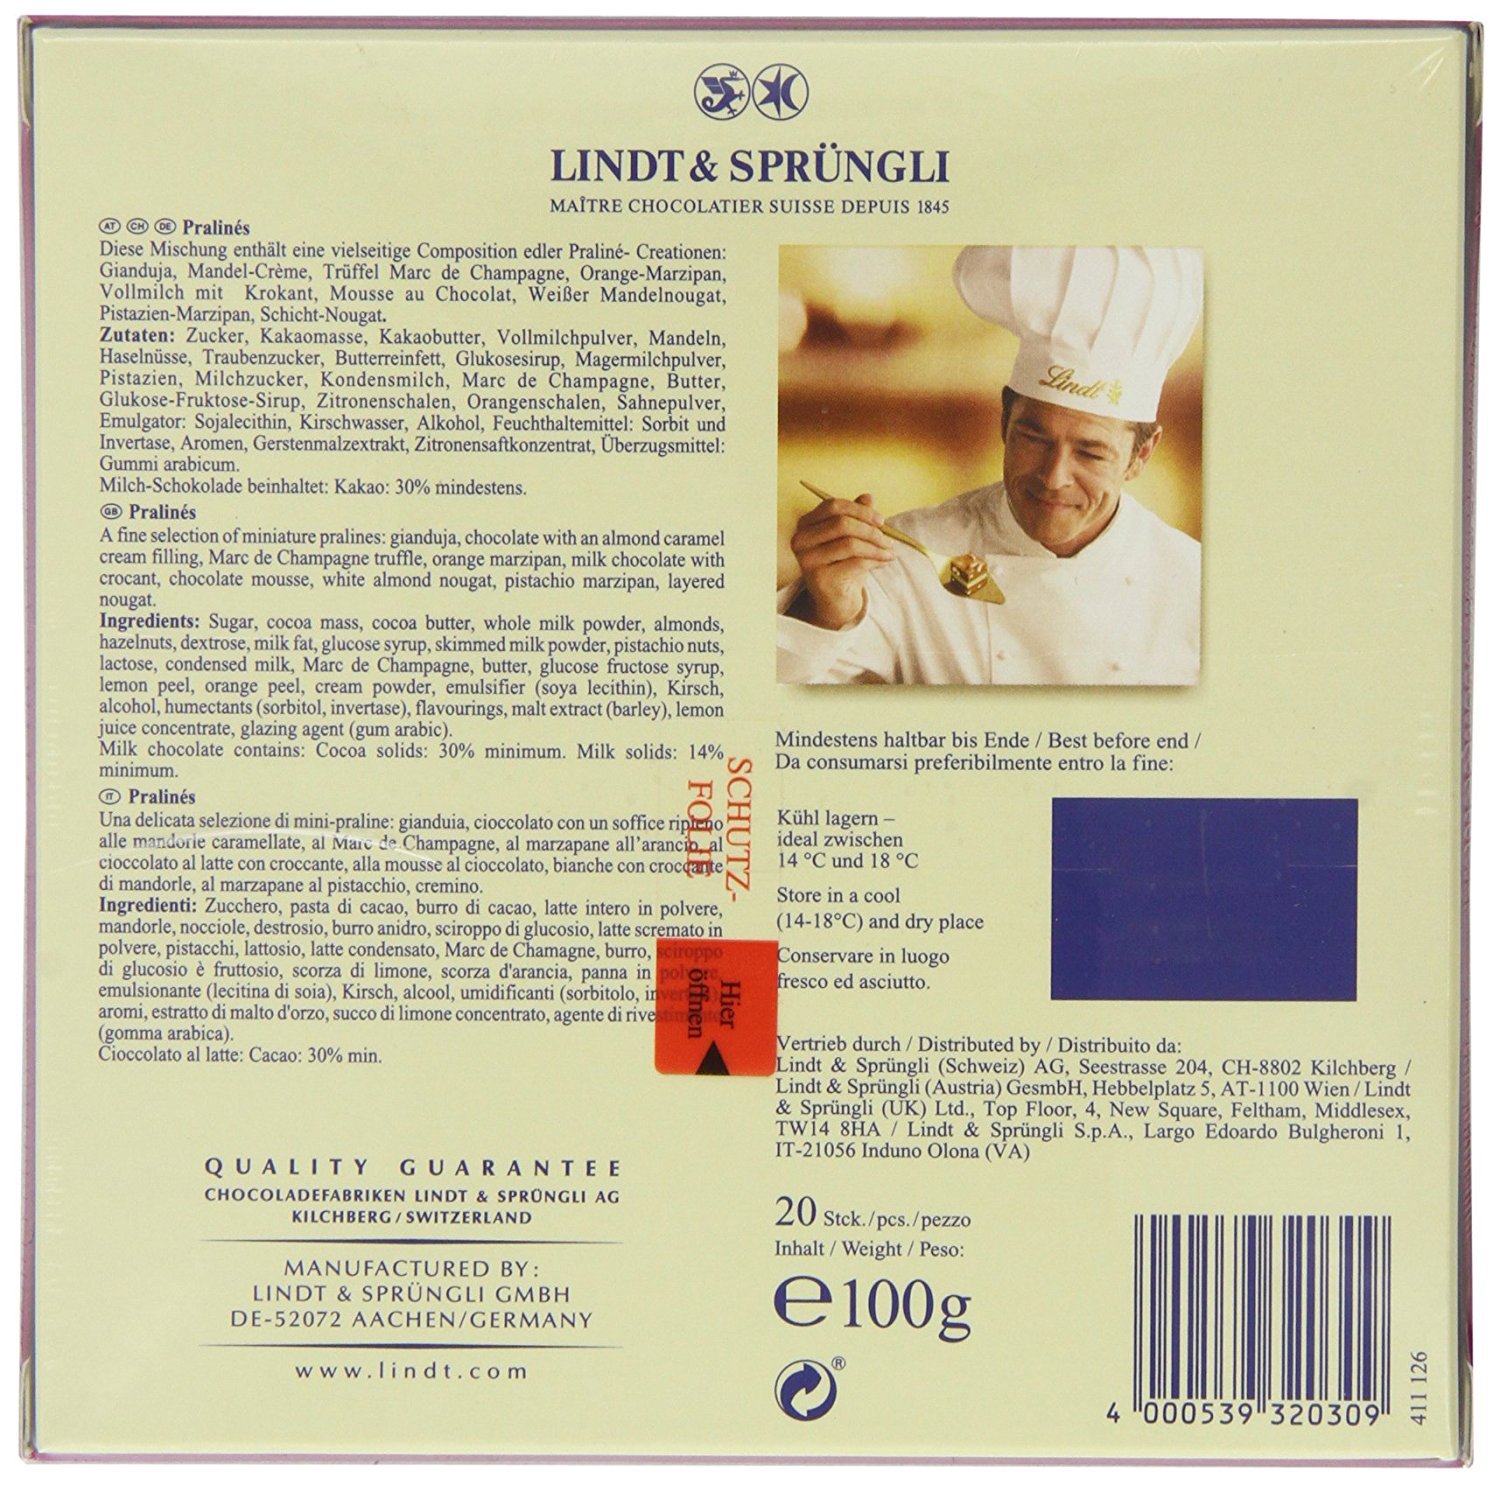 LINDT & SPRÜNGLI
MAÎTRE CHOCOLATIER SUISSE DEPUIS 1845
AT CH DE Pralinés
Diese Mischung enthält eine vielseitige Composition edler Praliné- Creationen:
Gianduja, Mandel-Crème, Trüffel Marc de Champagne, Orange-Marzipan,
Vollmilch mit Krokant, Mousse au Chocolat, Weißer Mandelnougat,
Pistazien-Marzipan, Schicht-Nougat.
Zutaten: Zucker, Kakaomasse, Kakaobutter, Vollmilchpulver, Mandeln,
Haselnüsse, Traubenzucker, Butterreinfett, Glukosesirup, Magermilchpulver,
Pistazien, Milchzucker, Kondensmilch, Marc de Champagne, Butter,
Glukose-Fruktose-Sirup, Zitronenschalen, Orangenschalen, Sahnepulver,
Emulgator: Sojalecithin, Kirschwasser, Alkohol, Feuchthaltemittel: Sorbit und
Invertase, Aromen, Gerstenmalzextrakt, Zitronensaftkonzentrat, Überzugsmittel:
Gummi arabicum.
Milch-Schokolade beinhaltet: Kakao: 30% mindestens.
GB Pralinés
A fine selection of miniature pralines: gianduja, chocolate with an almond caramel
cream filling, Marc de Champagne truffle, orange marzipan, milk chocolate with
crocant, chocolate mousse, white almond nougat, pistachio marzipan, layered
nougat.
Ingredients: Sugar, cocoa mass, cocoa butter, whole milk powder, almonds,
hazelnuts, dextrose, milk fat, glucose syrup, skimmed milk powder, pistachio nuts,
lactose, condensed milk, Marc de Champagne, butter, glucose fructose syrup,
lemon peel, orange peel, cream powder, emulsifier (soya lecithin), Kirsch,
alcohol, humectants (sorbitol, invertase), flavourings, malt extract (barley), lemon
juice concentrate, glazing agent (gum arabic).
Milk chocolate contains: Cocoa solids: 30% minimum. Milk solids: 14%
minimum.
IT Pralinés
Una delicata selezione di mini-praline: gianduia, cioccolato con un soffice ripieno
alle mandorle caramellate, al Marc de Champagne, al marzapane all'arancio, al
cioccolato al latte con croccante, alla mousse al cioccolato, bianche con croccante
di mandorle, al marzapane al pistacchio, cremino.
Ingredienti: Zucchero, pasta di cacao, burro di cacao, latte intero in polvere,
mandorle, nocciole, destrosio, burro anidro, sciroppo di glucosio, latte scremato in
polvere, pistacchi, lattosio, latte condensato, Marc de Chamagne, burro, sciroppo
di glucosio è fruttosio, scorza di limone, scorza d'arancia, panna in polvere,
emulsionante (lecitina di soia), Kirsch, alcool, umidificanti (sorbitolo,
aromi, estratto di malto d'orzo, succo di limone concentrato, agente di rivestimento
(gomma arabica).
Cioccolato al latte: Cacao: 30% min.
SCHUTZ-
FOLIE
Hier
öffnen
QUALITY GUARANTEE
CHOCOLADEFABRIKEN LINDT & SPRÜNGLI AG
KILCHBERG / SWITZERLAND
MANUFACTURED BY:
LINDT & SPRÜNGLI GMBH
DE-52072 AACHEN/GERMANY
www.lindt.com
Lindt
Mindestens haltbar bis Ende / Best before end /
Da consumarsi preferibilmente entro la fine:
Kühl lagern –
ideal zwischen
14 °C und 18 °C
Store in a cool
(14-18°C) and dry place
Conservare in luogo
fresco ed asciutto.
Vertrieb durch / Distributed by / Distribuito da:
Lindt & Sprüngli (Schweiz) AG, Seestrasse 204, CH-8802 Kilchberg /
Lindt & Sprüngli (Austria) GesmbH, Hebbelplatz 5, AT-1100 Wien / Lindt
& Sprüngli (UK) Ltd., Top Floor, 4, New Square, Feltham, Middlesex,
TW14 8HA / Lindt & Sprüngli S.p.A., Largo Edoardo Bulgheroni 1,
IT-21056 Induno Olona (VA)
20 Stck./pcs./pezzo
Inhalt / Weight / Peso:
℮100g
®
4 000539 320309
411 126